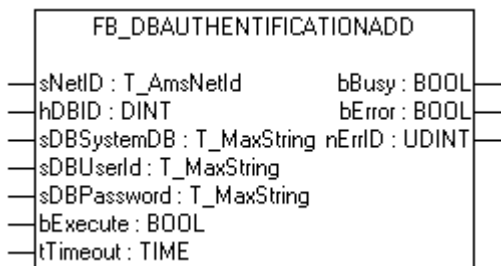 FB_DBAUTHENTIFICATIONADD
sNetID : T_AmsNetId bBusy : BOOL
hDBID : DINT bError : BOOL
sDBSystemDB : T_MaxString nErrID : UDINT
sDBUserId : T_MaxString
sDBPassword : T_MaxString
bExecute : BOOL
tTimeout : TIME